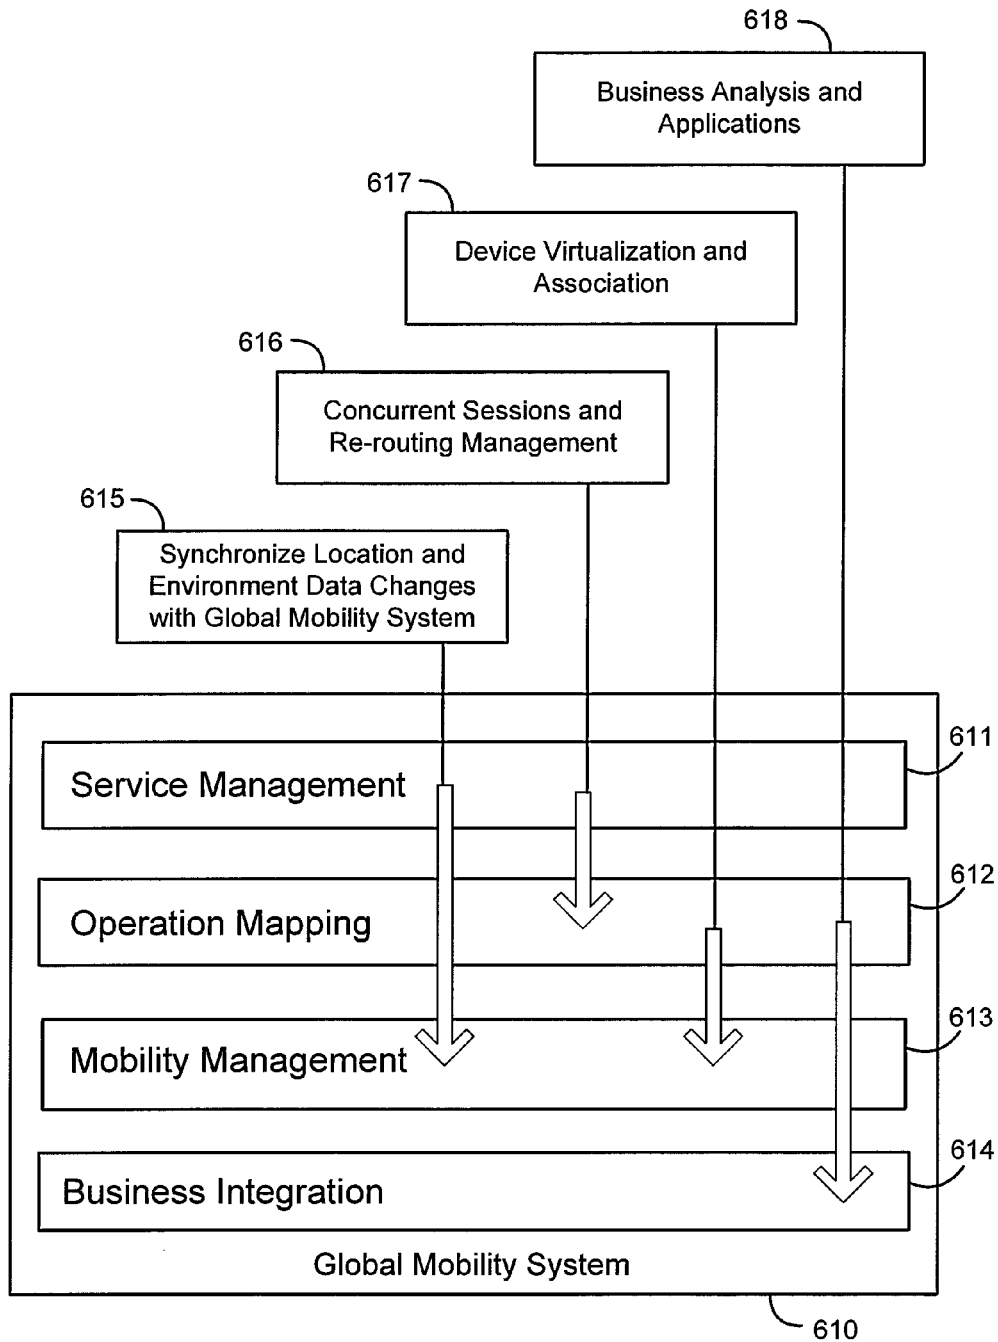 618
Business Analysis and
Applications
617
Device Virtualization and
Association
616
Concurrent Sessions and
Re-routing Management
615
Synchronize Location and
Environment Data Changes
with Global Mobility System
611
Service Management
612
Operation Mapping
613
Mobility Management
614
Business Integration
Global Mobility System
610